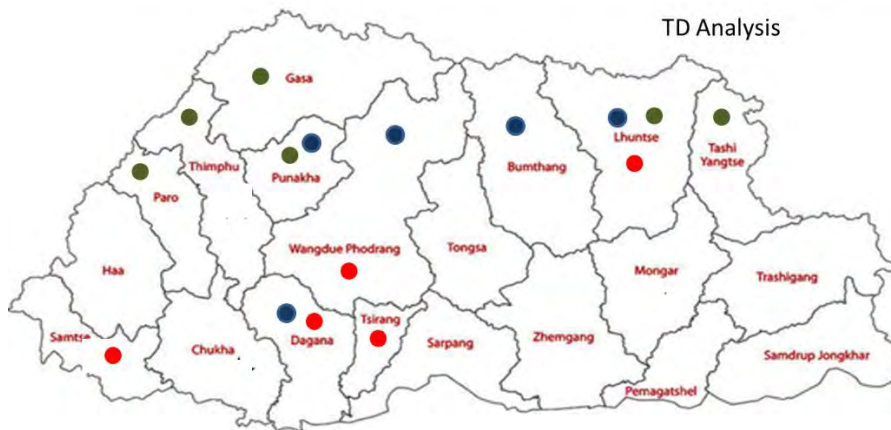 TD Analysis
Gasa
Thimphu
Punakha
Paro
Bumthang
Lhuntse
Tashi
Yangtse
Haa
Wangdue Phodrang
Tongsa
Mongar
Trashigang
Samtse
Chukha
Dagana
Tsirang
Sarpang
Zhemgang
Pemagatshel
Samdrup Jongkhar